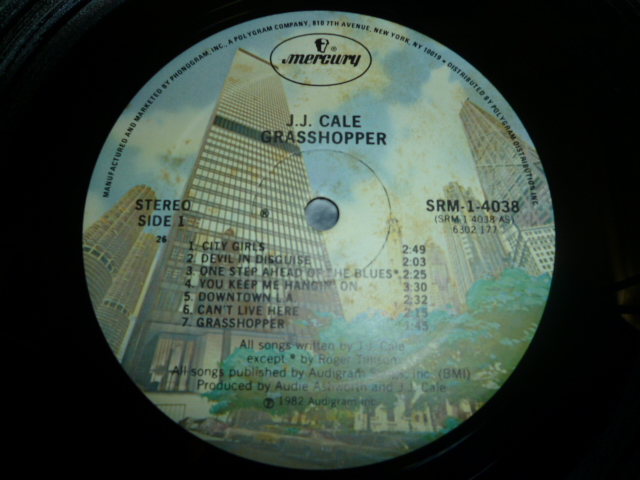 MANUFACTURED AND MARKETED BY PHONOGRAM, INC., A POLYGRAM COMPANY, 810 7TH AVENUE, NEW YORK, NY 10019 • DISTRIBUTED BY POLYGRAM DISTRIBUTION, INC.
mercury
J.J. CALE
GRASSHOPPER
STEREO
SIDE 1
26
®
SRM-1-4038
(SRM-1 4038 AS)
6302 177
1. CITY GIRLS 2:49
2. DEVIL IN DISGUISE 2:03
3. ONE STEP AHEAD OF THE BLUES* 2:25
4. YOU KEEP ME HANGIN' ON 3:30
5. DOWNTOWN L.A. 2:32
6. CAN'T LIVE HERE 2:15
7. GRASSHOPPER 1:45
All songs written by J.J. Cale
except * by Roger
All songs published by Audigram Songs, Inc. (BMI)
Produced by Audie Ashworth and J.J. Cale
℗ 1982 Audigram Inc.